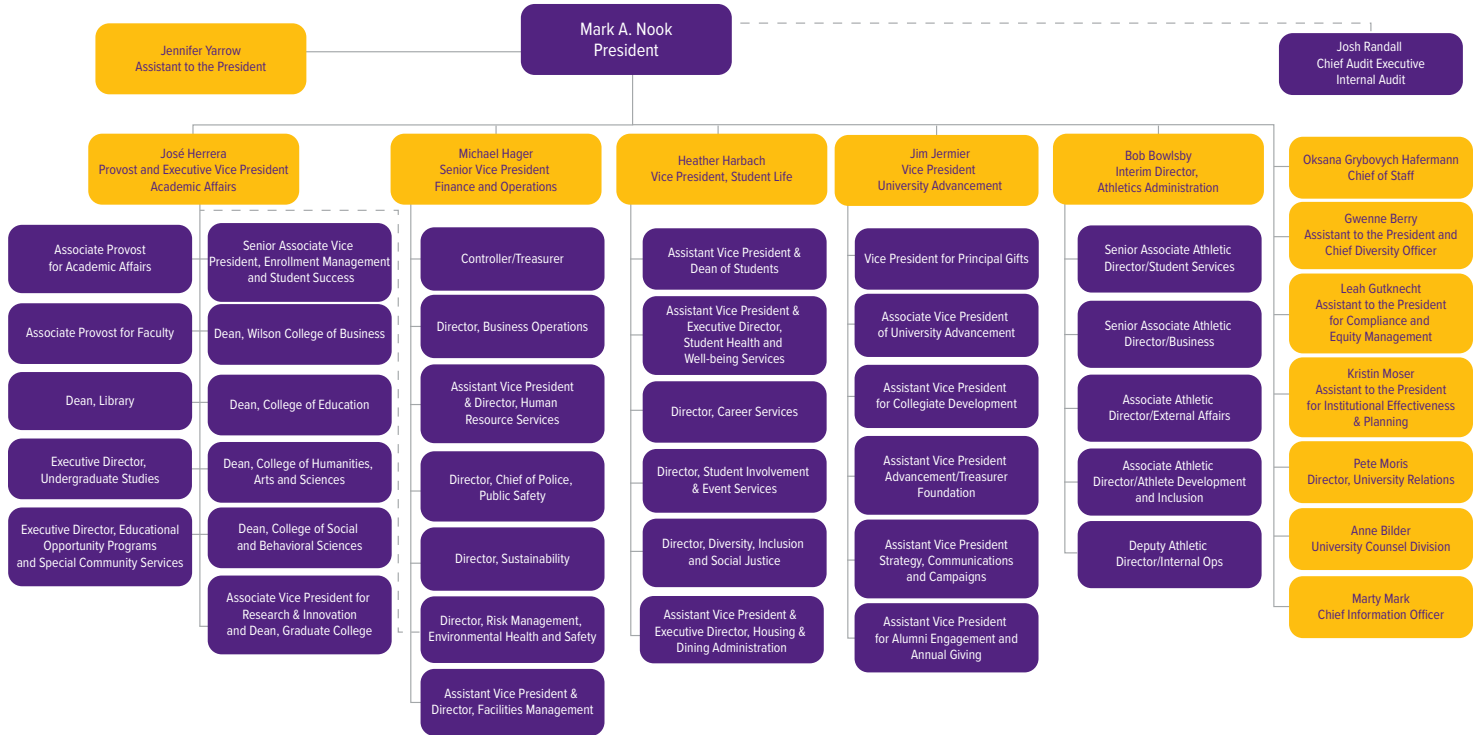 Mark A. Nook
President
Jennifer Yarrow
Assistant to the President
Josh Randall
Chief Audit Executive
Internal Audit
José Herrera
Provost and Executive Vice President
Academic Affairs
Associate Provost
for Academic Affairs
Associate Provost for Faculty
Dean, Library
Executive Director,
Undergraduate Studies
Executive Director, Educational
Opportunity Programs
and Special Community Services
Senior Associate Vice
President, Enrollment Management
and Student Success
Dean, Wilson College of Business
Dean, College of Education
Dean, College of Humanities,
Arts and Sciences
Dean, College of Social
and Behavioral Sciences
Associate Vice President for
Research & Innovation
and Dean, Graduate College
Michael Hager
Senior Vice President
Finance and Operations
Controller/Treasurer
Director, Business Operations
Assistant Vice President
& Director, Human
Resource Services
Director, Chief of Police,
Public Safety
Director, Sustainability
Director, Risk Management,
Environmental Health and Safety
Assistant Vice President &
Director, Facilities Management
Heather Harbach
Vice President, Student Life
Assistant Vice President &
Dean of Students
Assistant Vice President &
Executive Director,
Student Health and
Well-being Services
Director, Career Services
Director, Student Involvement
& Event Services
Director, Diversity, Inclusion
and Social Justice
Assistant Vice President &
Executive Director, Housing &
Dining Administration
Jim Jermier
Vice President
University Advancement
Vice President for Principal Gifts
Associate Vice President
of University Advancement
Assistant Vice President
for Collegiate Development
Assistant Vice President
Advancement/Treasurer
Foundation
Assistant Vice President
Strategy, Communications
and Campaigns
Assistant Vice President
for Alumni Engagement and
Annual Giving
Bob Bowlsby
Interim Director,
Athletics Administration
Senior Associate Athletic
Director/Student Services
Senior Associate Athletic
Director/Business
Associate Athletic
Director/External Affairs
Associate Athletic
Director/Athlete Development
and Inclusion
Deputy Athletic
Director/Internal Ops
Oksana Grybovych Hafermann
Chief of Staff
Gwenne Berry
Assistant to the President and
Chief Diversity Officer
Leah Gutknecht
Assistant to the President
for Compliance and
Equity Management
Kristin Moser
Assistant to the President
for Institutional Effectiveness
& Planning
Pete Moris
Director, University Relations
Anne Bilder
University Counsel Division
Marty Mark
Chief Information Officer